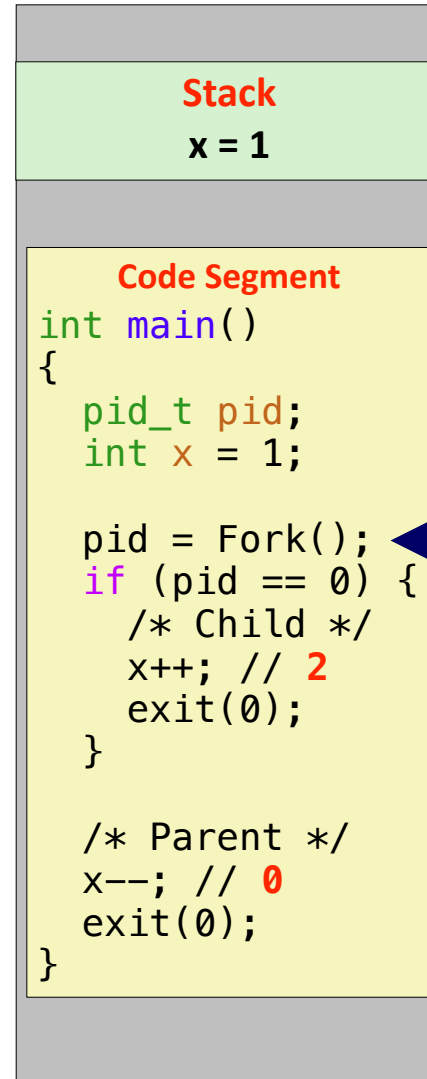 Stack
x = 1
Code Segment
int main()
{
  pid_t pid;
  int x = 1;

  pid = Fork();
  if (pid == 0) {
    /* Child */
    x++; // 2
    exit(0);
  }

  /* Parent */
  x--; // 0
  exit(0);
}